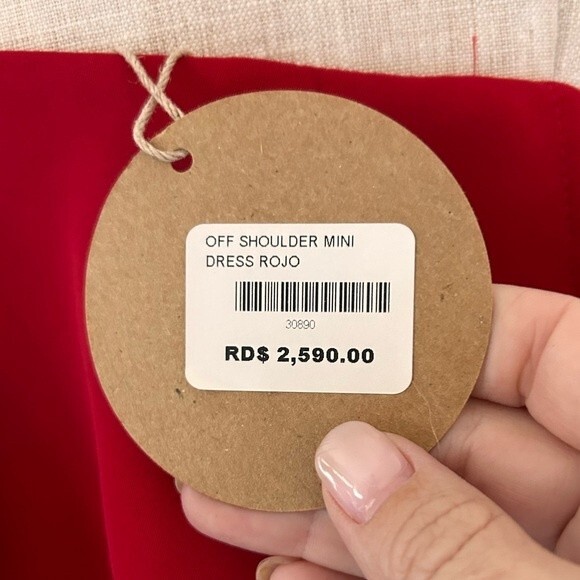 OFF SHOULDER MINI
DRESS ROJO
30890
RD$ 2,590.00